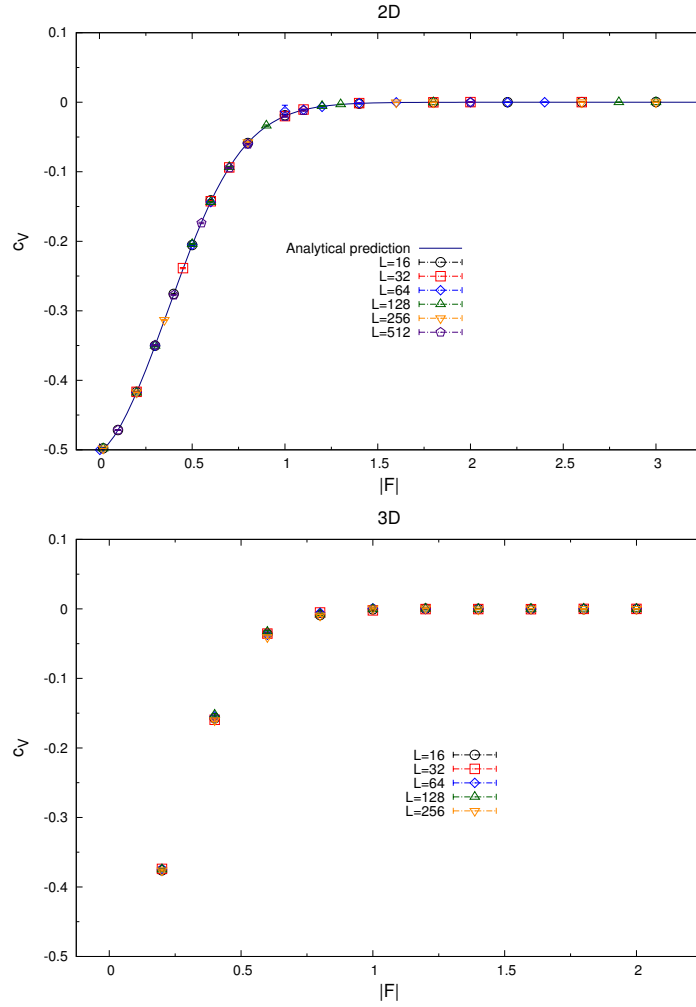 2D
0.1
0
-0.1
-0.2
-0.3
-0.4
-0.5
c_V
Analytical prediction
L=16
L=32
L=64
L=128
L=256
L=512
0 0.5 1 1.5 2 2.5 3
|F|
3D
0.1
0
-0.1
-0.2
-0.3
-0.4
-0.5
c_V
L=16
L=32
L=64
L=128
L=256
0 0.5 1 1.5 2
|F|